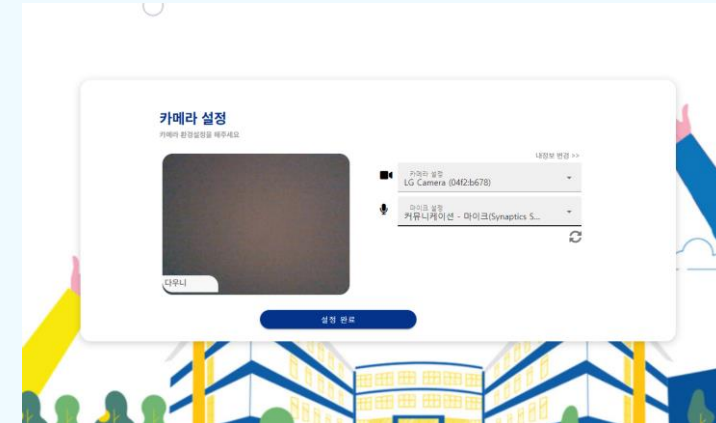 카메라 설정
카메라 환경설정을 해주세요
내정보 변경 >>
카메라 설정
LG Camera (04f2:b678)
마이크 설정
커뮤니케이션 - 마이크(Synaptics S...
다우니
설정 완료